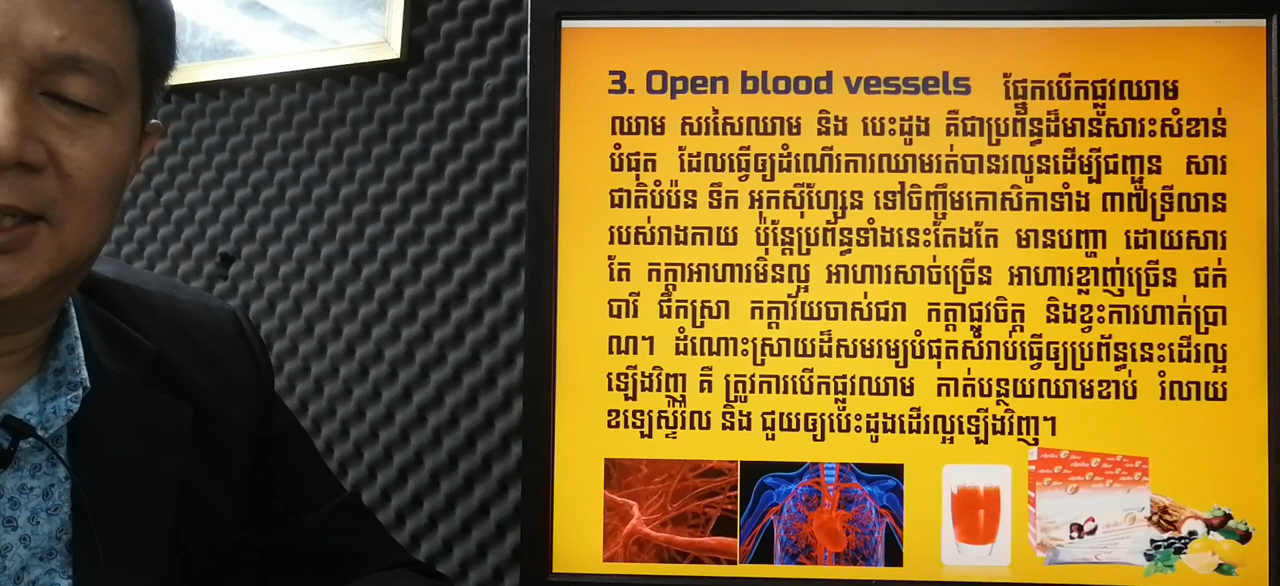 3. Open blood vessels ផ្នែកបើកផ្លូវឈាម
ឈាម សរសៃឈាម និង បេះដូង គឺជាប្រព័ន្ធដ៏មានសារៈសំខាន់
បំផុត ដែលធ្វើឲ្យដំណើរការឈាមរត់បានរលូនដើម្បីជញ្ជូន សារ
ជាតិបំប៉ន ទឹក អុកស៊ីហ្សែន ទៅចិញ្ចឹមកោសិកាទាំង ៣៧ទ្រីលាន
របស់រាងកាយ ប៉ុន្តែប្រព័ន្ធទាំងនេះតែងតែ មានបញ្ហា ដោយសារ
តែ កត្តាអាហារមិនល្អ អាហារសាច់ច្រើន អាហារខ្លាញ់ច្រើន ជក់
បារី ផឹកស្រា កត្តាវ័យចាស់ជរា កត្តាផ្លូវចិត្ត និងខ្វះការហាត់ប្រា
ណ។ ដំណោះស្រាយដ៏សមរម្យបំផុតសំរាប់ធ្វើឲ្យប្រព័ន្ធនេះដើរល្អ
ឡើងវិញ គឺ ត្រូវការបើកផ្លូវឈាម កាត់បន្ថយឈាមខាប់ រំលាយ
ខឡេស្ទ័រល និង ជួយឲ្យបេះដូងដើរល្អឡើងវិញ។